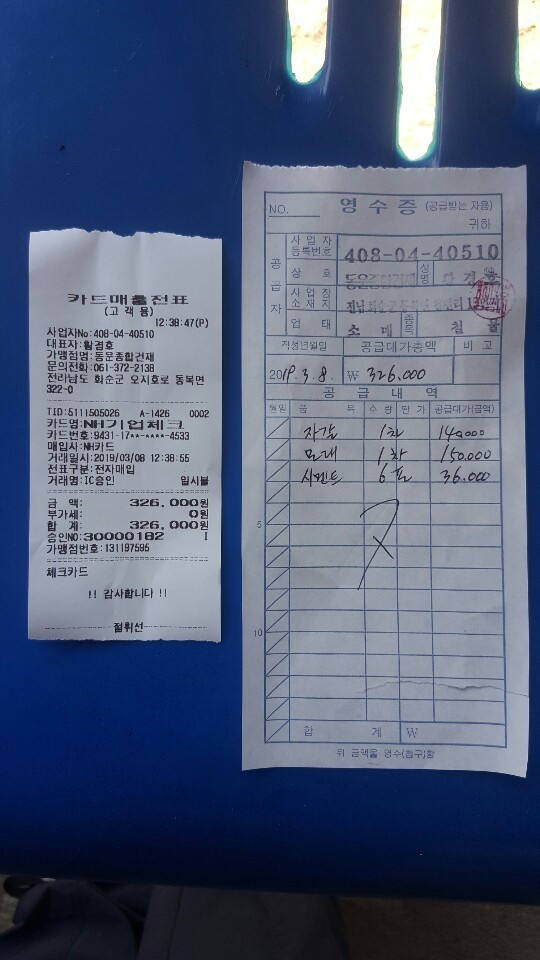 카드매출전표
(고 객 용)
12:38:47(P)
사업자No:408-04-40510
대표자:황경호
가맹점명:동문종합건재
문의전화:061-372-2138
전라남도 화순군 오지호로 동복면
322-0
TID:5111505026 A-1426 0002
카드명:NH기업체크
카드번호:9431-17**-****-4533
매입사:NH카드
거래일시:2019/03/08 12:38:55
전표구분:전자매입
거래명:IC승인 일시불
금 액: 326,000원
부가세: 0원
합 계: 326,000원
승인NO:30000182 I
가맹점번호:131197595
체크카드
!! 감사합니다 !!
절취선
NO.
영수증 (공급받는 자용)
귀하
공급자
사업자등록번호 408-04-40510
상호 성명
사업장소재지
업태 소매 종목 철물
작성년월일 공급대가총액 비고
2019. 3. 8. ₩ 326.000
공급내역
월일 품목 수량 단가 공급대가(금액)
자갈 1차 140.000
모래 1차 150.000
시멘트 6포 36.000
5
10
합 계 ₩
위 금액을 영수(청구)함